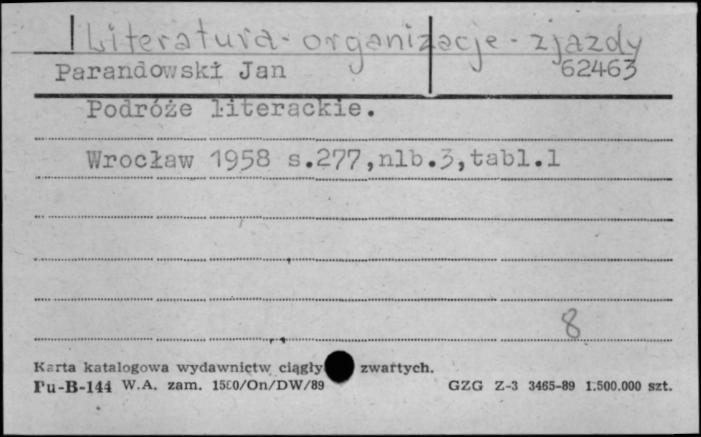 Literatura - organizacje - zjazdy
Parandowski Jan 62463
Podróże literackie.
Wrocław 1958 s.277,nlb.3,tabl.1
8
Karta katalogowa wydawnictw ciągły zwartych.
Pu-B-144 W.A. zam. 1500/On/DW/89 GZG Z-3 3465-89 1.500.000 szt.